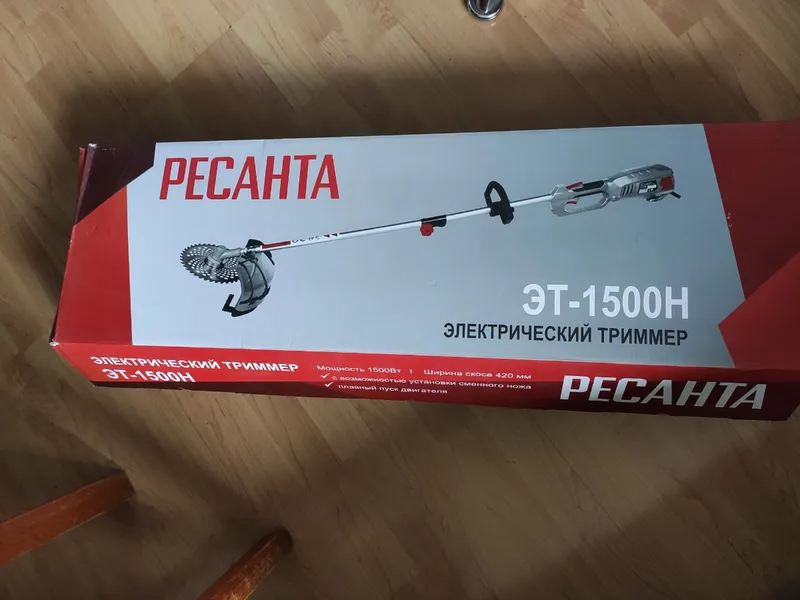 РЕСАНТА
ЭТ-1500Н
ЭЛЕКТРИЧЕСКИЙ ТРИММЕР
ЭЛЕКТРИЧЕСКИЙ ТРИММЕР
ЭТ-1500Н
Мощность 1500Вт | Ширина скоса 420 мм
✓ с возможностью установки сменного ножа
✓ плавный пуск двигателя
РЕСАНТА